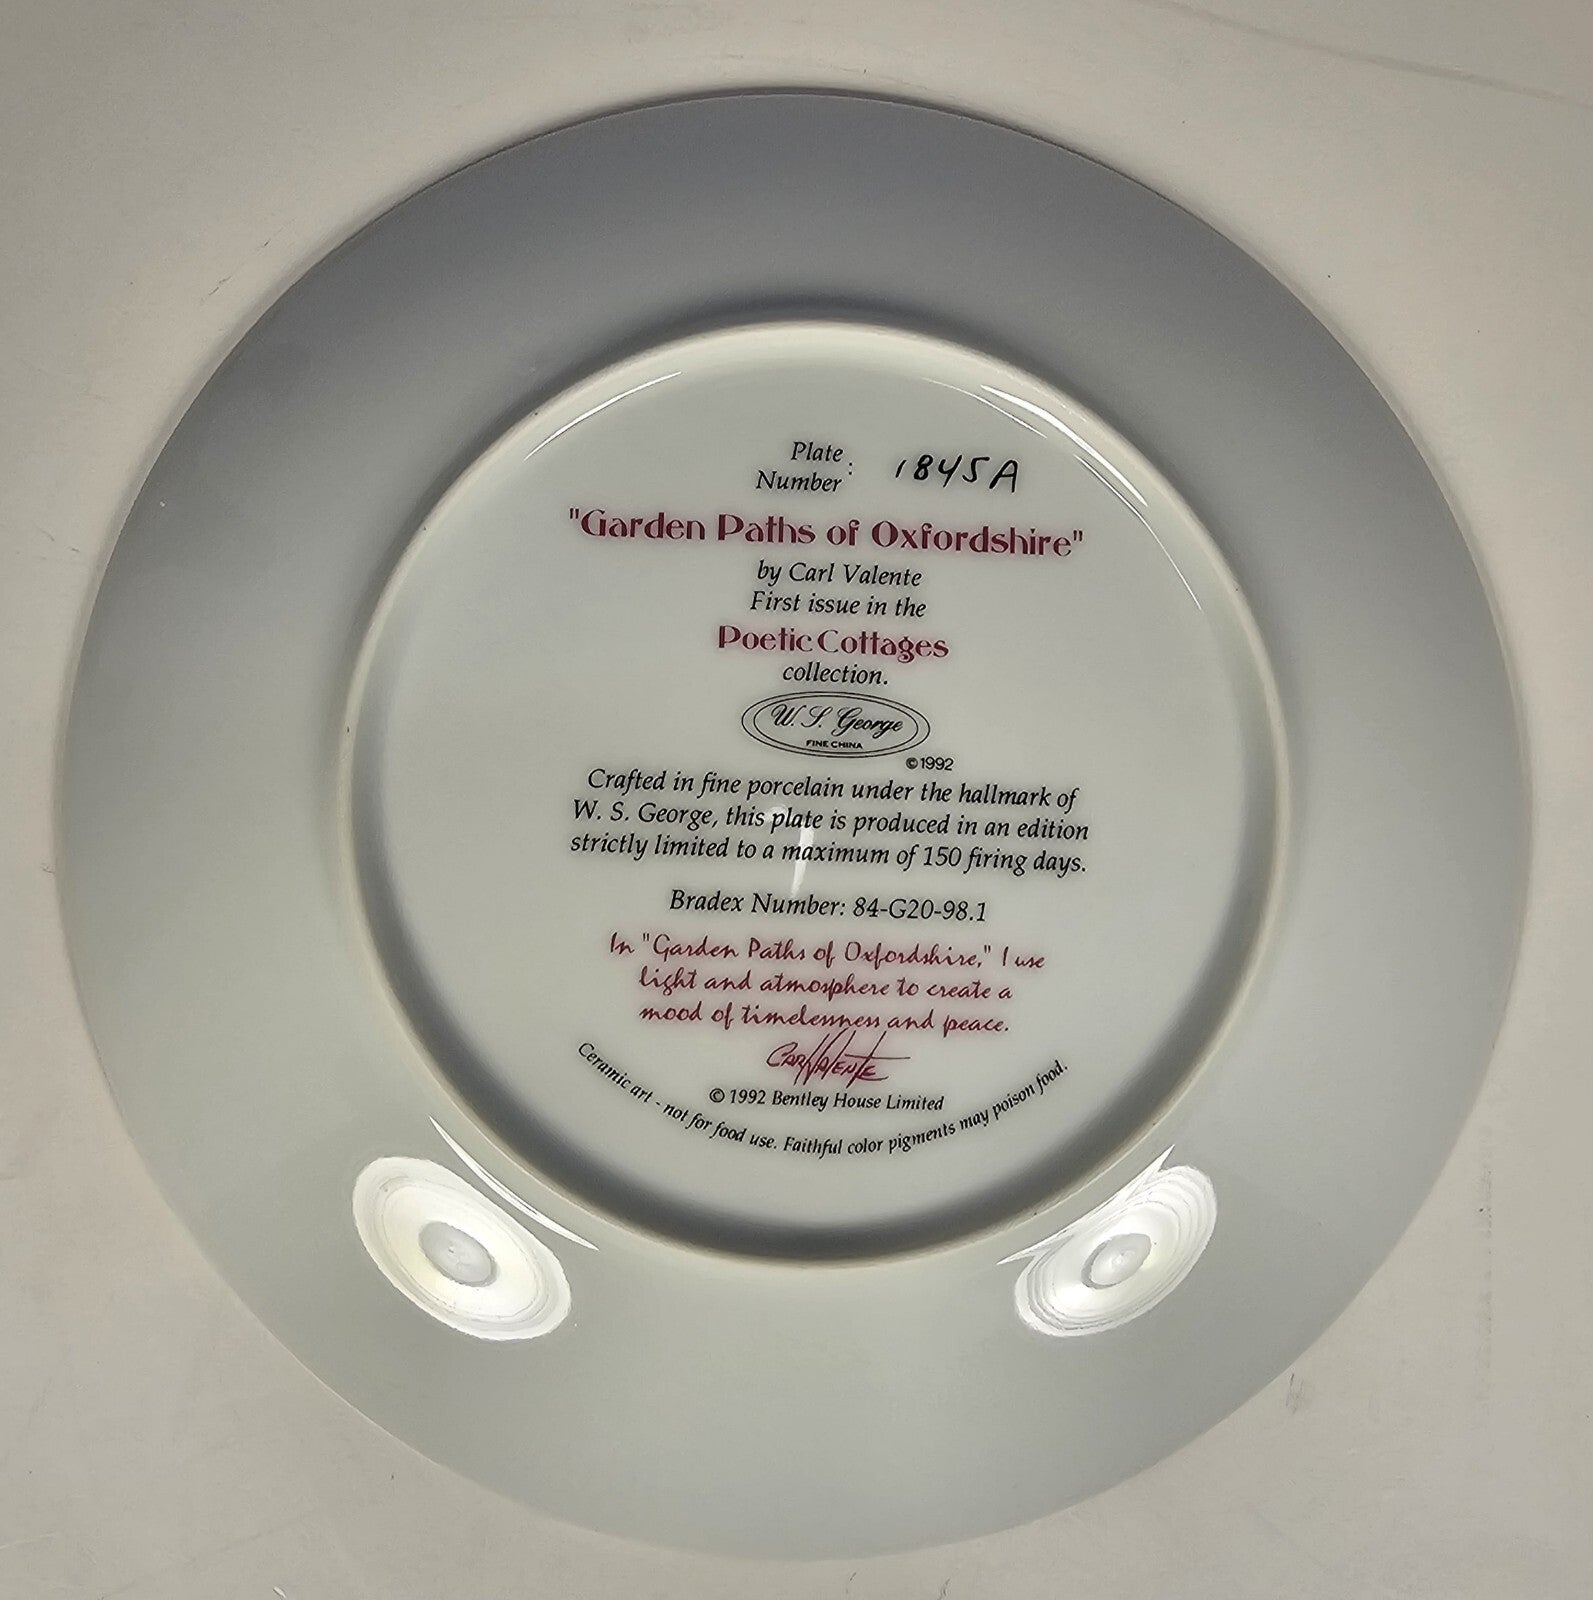 Plate
Number : 1845A
"Garden Paths of Oxfordshire"
by Carl Valente
First issue in the
Poetic Cottages
collection.
W. S. George
FINE CHINA
©1992
Crafted in fine porcelain under the hallmark of
W. S. George, this plate is produced in an edition
strictly limited to a maximum of 150 firing days.
Bradex Number: 84-G20-98.1
In "Garden Paths of Oxfordshire," I use
light and atmosphere to create a
mood of timelessness and peace.
Carl Valente
© 1992 Bentley House Limited
Ceramic art - not for food use. Faithful color pigments may poison food.